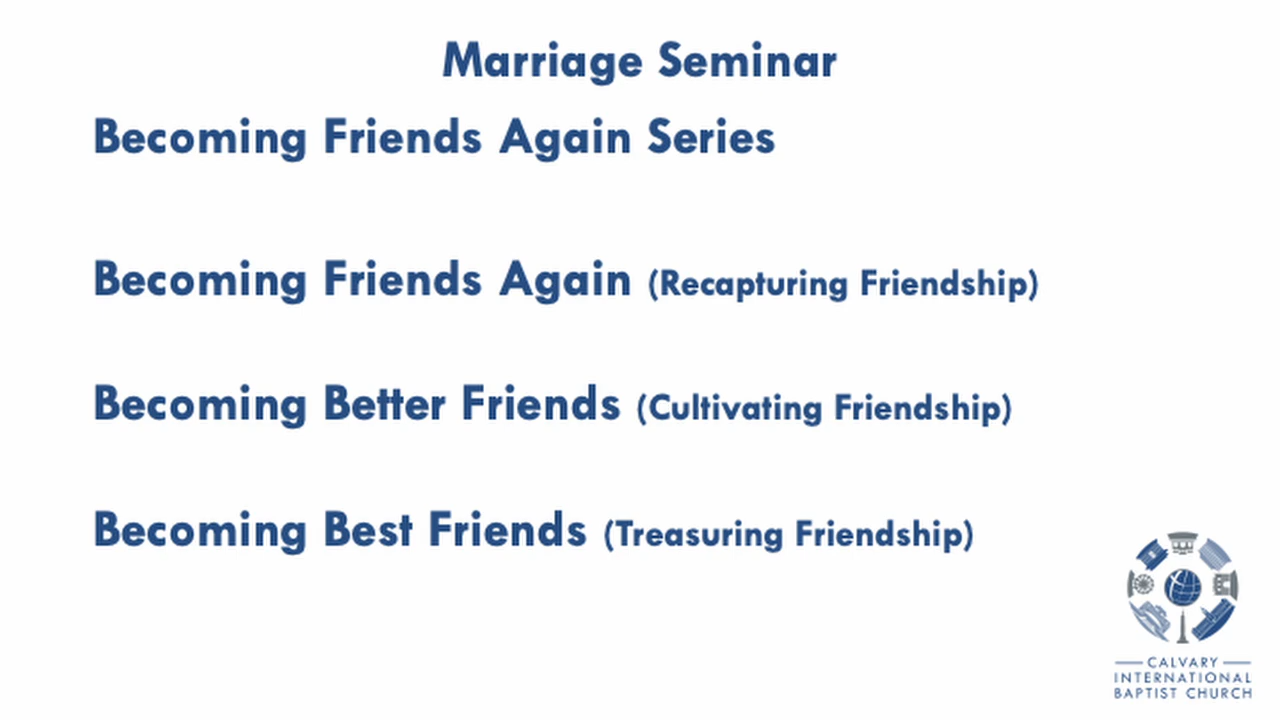 Marriage Seminar
Becoming Friends Again Series
Becoming Friends Again (Recapturing Friendship)
Becoming Better Friends (Cultivating Friendship)
Becoming Best Friends (Treasuring Friendship)
CALVARY
INTERNATIONAL
BAPTIST CHURCH